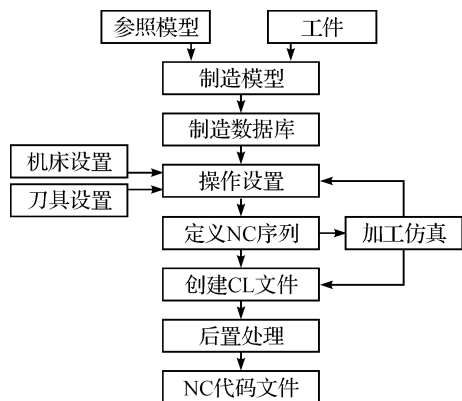 参照模型
工件
制造模型
制造数据库
机床设置
操作设置
刀具设置
定义NC序列
加工仿真
创建CL文件
后置处理
NC代码文件